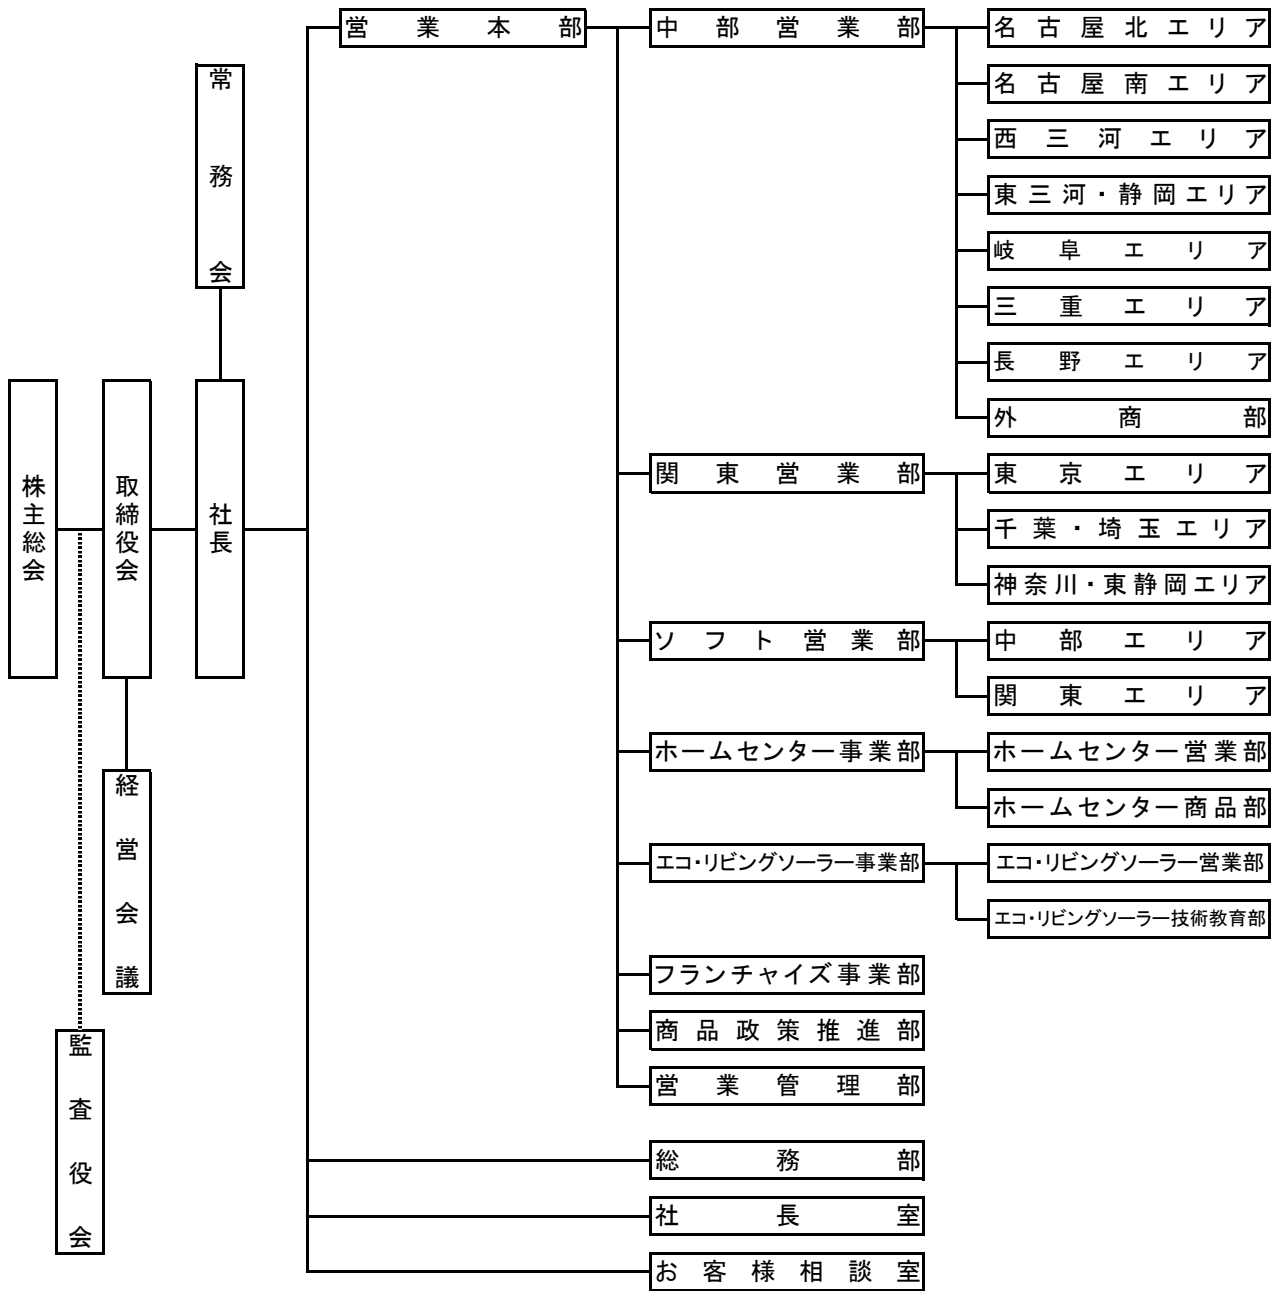 営業本部
中部営業部
名古屋北エリア
常務会
名古屋南エリア
西三河エリア
東三河・静岡エリア
岐阜エリア
三重エリア
長野エリア
外商部
株主総会
取締役会
社長
関東営業部
東京エリア
千葉・埼玉エリア
神奈川・東静岡エリア
ソフト営業部
中部エリア
関東エリア
ホームセンター事業部
ホームセンター営業部
経営会議
ホームセンター商品部
エコ・リビングソーラー事業部
エコ・リビングソーラー営業部
エコ・リビングソーラー技術教育部
フランチャイズ事業部
監査役会
商品政策推進部
営業管理部
総務部
社長室
お客様相談室